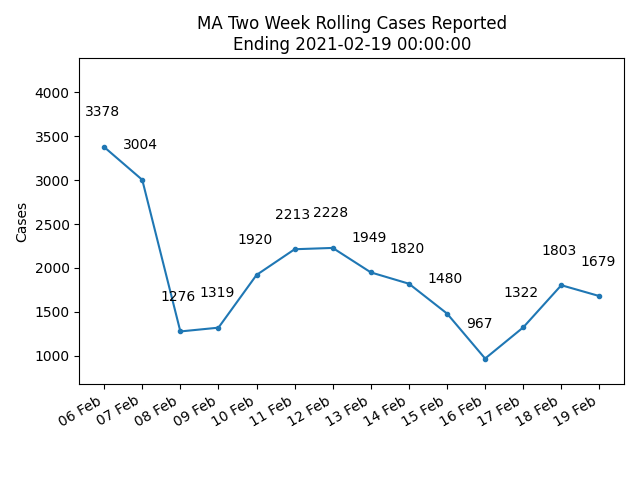 MA Two Week Rolling Cases Reported
Ending 2021-02-19 00:00:00
Cases
4000
3500
3000
2500
2000
1500
1000
3378
3004
1276
1319
1920
2213
2228
1949
1820
1480
967
1322
1803
1679
06 Feb
07 Feb
08 Feb
09 Feb
10 Feb
11 Feb
12 Feb
13 Feb
14 Feb
15 Feb
16 Feb
17 Feb
18 Feb
19 Feb